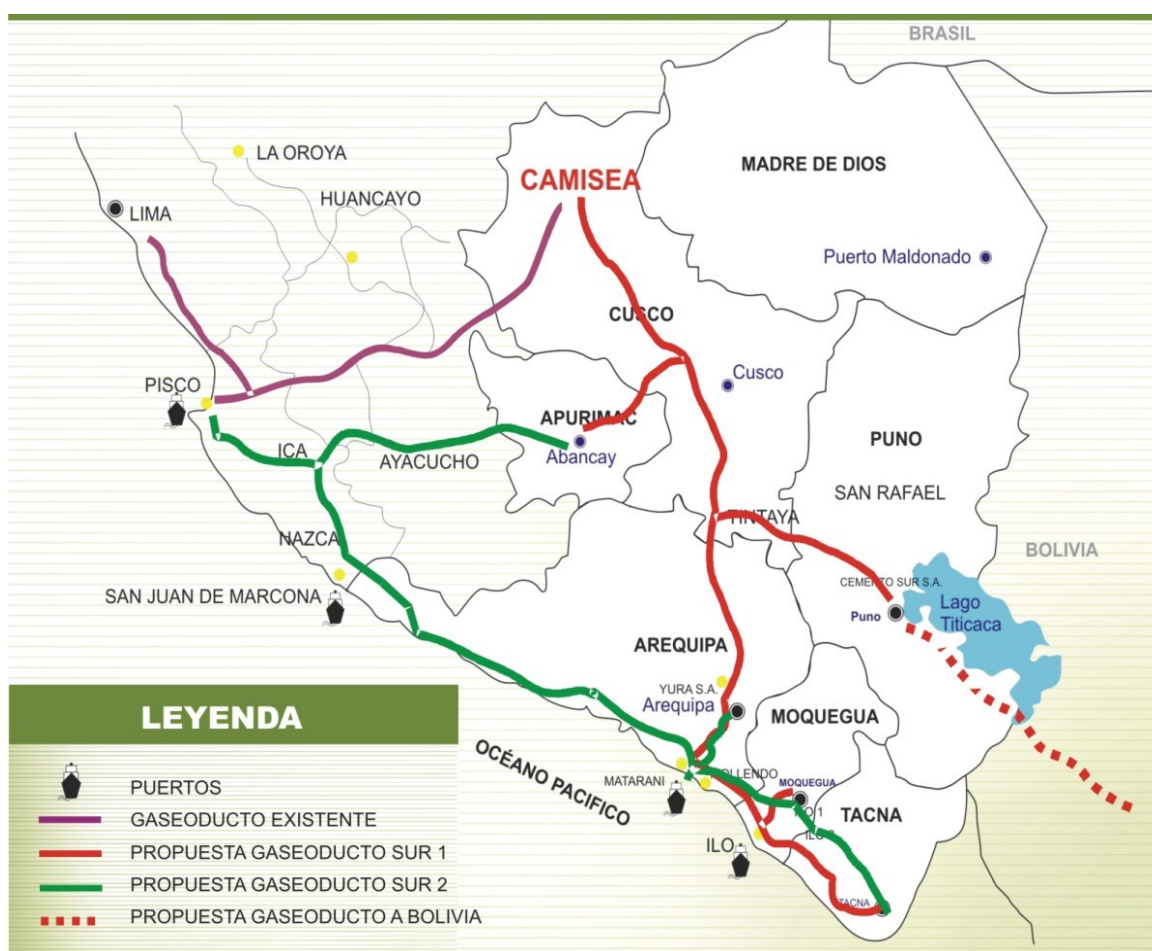 BRASIL
LA OROYA
MADRE DE DIOS
CAMISEA
HUANCAYO
LIMA
Puerto Maldonado
CUSCO
Cusco
PISCO
APURIMAC
PUNO
ICA
AYACUCHO
Abancay
SAN RAFAEL
TINTAYA
NAZCA
BOLIVIA
CEMENTO SUR S.A.
SAN JUAN DE MARCONA
Lago
Titicaca
Puno
AREQUIPA
YURA S.A.
Arequipa
MOQUEGUA
OCÉANO PACIFICO
MATARANI
MOQUEGUA
TACNA
ILO
TACNA
LEYENDA
PUERTOS
GASEODUCTO EXISTENTE
PROPUESTA GASEODUCTO SUR 1
PROPUESTA GASEODUCTO SUR 2
PROPUESTA GASEODUCTO A BOLIVIA